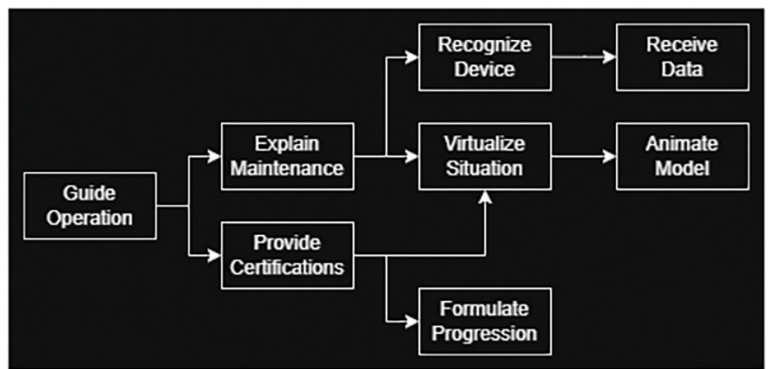 Recognize
Device
Receive
Data
Explain
Maintenance
Virtualize
Situation
Animate
Model
Guide
Operation
Provide
Certifications
Formulate
Progression